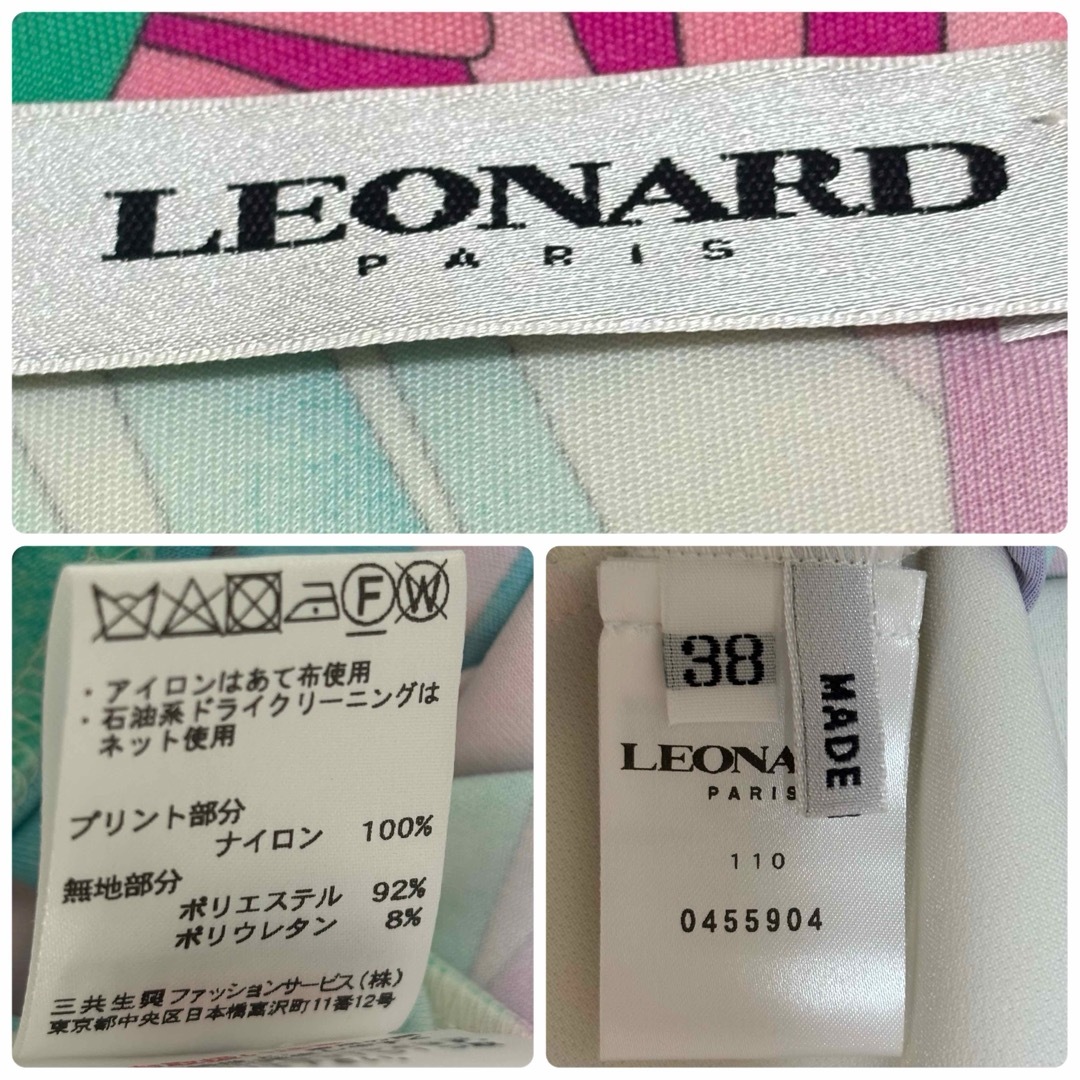 LEONARD
PARIS
F
W
・アイロンはあて布使用
・石油系ドライクリーニングは
ネット使用
プリント部分
ナイロン 100%
無地部分
ポリエステル 92%
ポリウレタン 8%
三共生興ファッションサービス(株)
東京都中央区日本橋富沢町11番12号
38
MADE
LEONA
PARIS
110
0455904